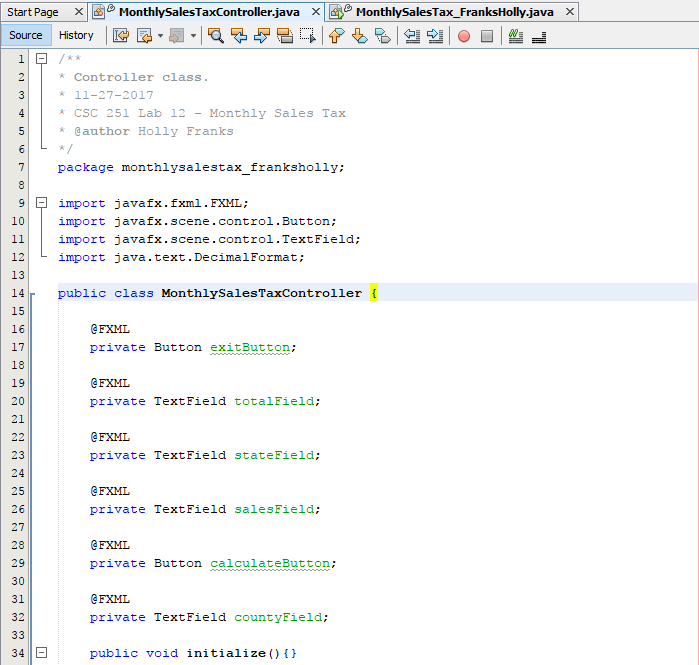 Start Page MonthlySalesTaxController.java MonthlySalesTax_FranksHolly.java
Source History
1 /**
2 * Controller class.
3 * 11-27-2017
4 * CSC 251 Lab 12 - Monthly Sales Tax
5 * @author Holly Franks
6 */
7 package monthlysalestax_franksholly;
8
9 import javafx.fxml.FXML;
10 import javafx.scene.control.Button;
11 import javafx.scene.control.TextField;
12 import java.text.DecimalFormat;
13
14 public class MonthlySalesTaxController {
15
16 @FXML
17 private Button exitButton;
18
19 @FXML
20 private TextField totalField;
21
22 @FXML
23 private TextField stateField;
24
25 @FXML
26 private TextField salesField;
27
28 @FXML
29 private Button calculateButton;
30
31 @FXML
32 private TextField countyField;
33
34 public void initialize(){}